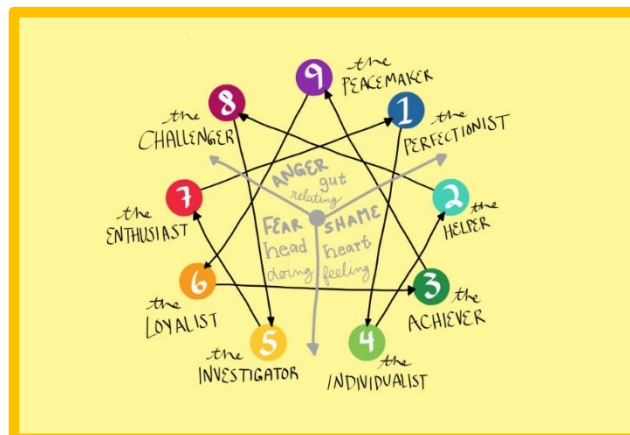 9
the
PEACEMAKER
8
the
CHALLENGER
1
the
PERFECTIONIST
ANGER
gut
relating
7
the
ENTHUSIAST
2
the
HELPER
FEAR
head
doing
SHAME
heart
feeling
6
the
LOYALIST
3
the
ACHIEVER
5
the
INVESTIGATOR
4
the
INDIVIDUALIST